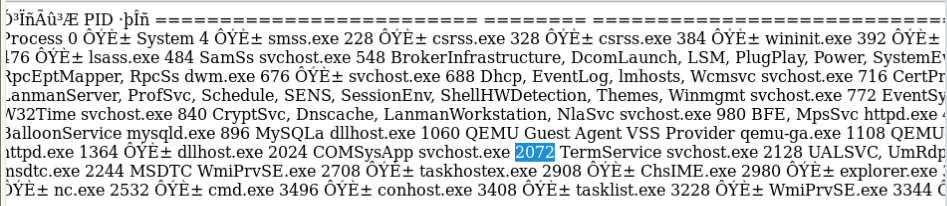 Ó³ÏñÃû³Æ PID ·þÎñ ========================= ======== ============================
Process 0 ÔÝÈ± System 4 ÔÝÈ± smss.exe 228 ÔÝÈ± csrss.exe 328 ÔÝÈ± csrss.exe 384 ÔÝÈ± wininit.exe 392 ÔÝÈ±
476 ÔÝÈ± lsass.exe 484 SamSs svchost.exe 548 BrokerInfrastructure, DcomLaunch, LSM, PlugPlay, Power, SystemEv
RpcEptMapper, RpcSs dwm.exe 676 ÔÝÈ± svchost.exe 688 Dhcp, EventLog, lmhosts, Wcmsvc svchost.exe 716 CertPr
LanmanServer, ProfSvc, Schedule, SENS, SessionEnv, ShellHWDetection, Themes, Winmgmt svchost.exe 772 EventSy
W32Time svchost.exe 840 CryptSvc, Dnscache, LanmanWorkstation, NlaSvc svchost.exe 980 BFE, MpsSvc httpd.exe
BalloonService mysqld.exe 896 MySQLa dllhost.exe 1060 QEMU Guest Agent VSS Provider qemu-ga.exe 1108 QEMU
httpd.exe 1364 ÔÝÈ± dllhost.exe 2024 COMSysApp svchost.exe 2072 TermService svchost.exe 2128 UALSVC, UmRdp
msdtc.exe 2244 MSDTC WmiPrvSE.exe 2708 ÔÝÈ± taskhostex.exe 2908 ÔÝÈ± ChsIME.exe 2980 ÔÝÈ± explorer.exe
ÔÝÈ± nc.exe 2532 ÔÝÈ± cmd.exe 3496 ÔÝÈ± conhost.exe 3408 ÔÝÈ± tasklist.exe 3228 ÔÝÈ± WmiPrvSE.exe 3344